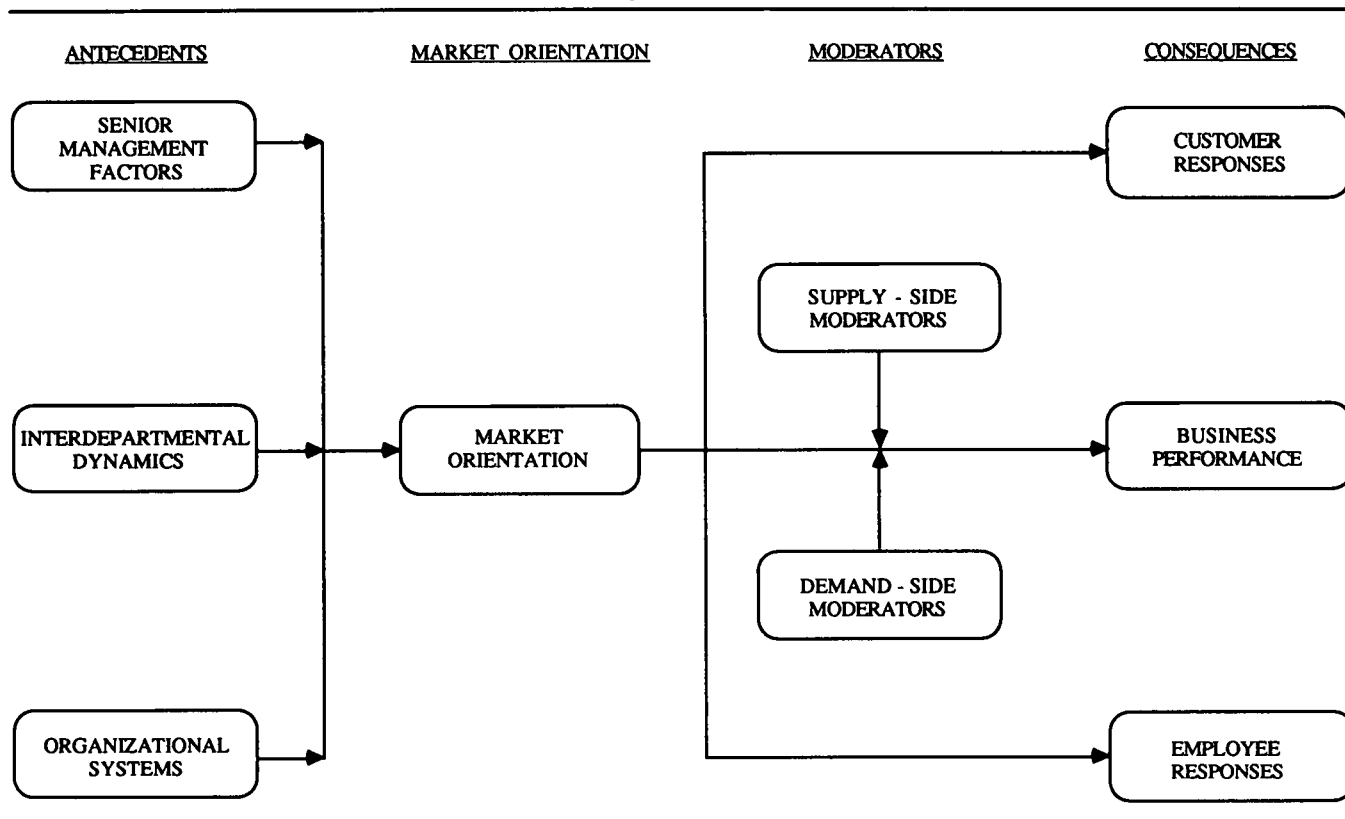 ANTECEDENTS
MARKET ORIENTATION
MODERATORS
CONSEQUENCES
SENIOR
MANAGEMENT
FACTORS
CUSTOMER
RESPONSES
SUPPLY - SIDE
MODERATORS
INTERDEPARTMENTAL
DYNAMICS
MARKET
ORIENTATION
BUSINESS
PERFORMANCE
DEMAND - SIDE
MODERATORS
ORGANIZATIONAL
SYSTEMS
EMPLOYEE
RESPONSES